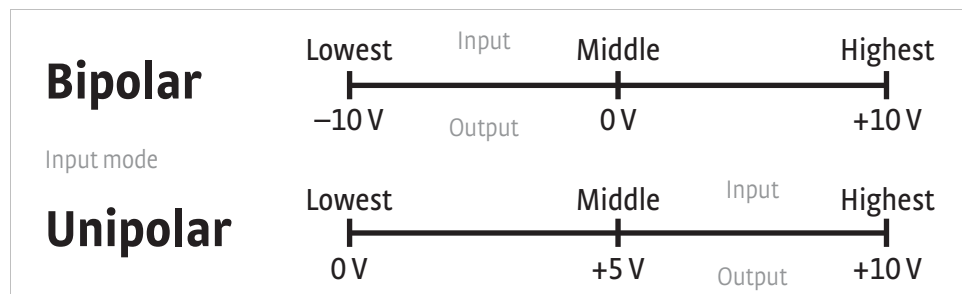 Bipolar
Lowest Input Middle Highest
–10 V Output 0 V +10 V
Input mode
Unipolar
Lowest Middle Input Highest
0 V +5 V Output +10 V